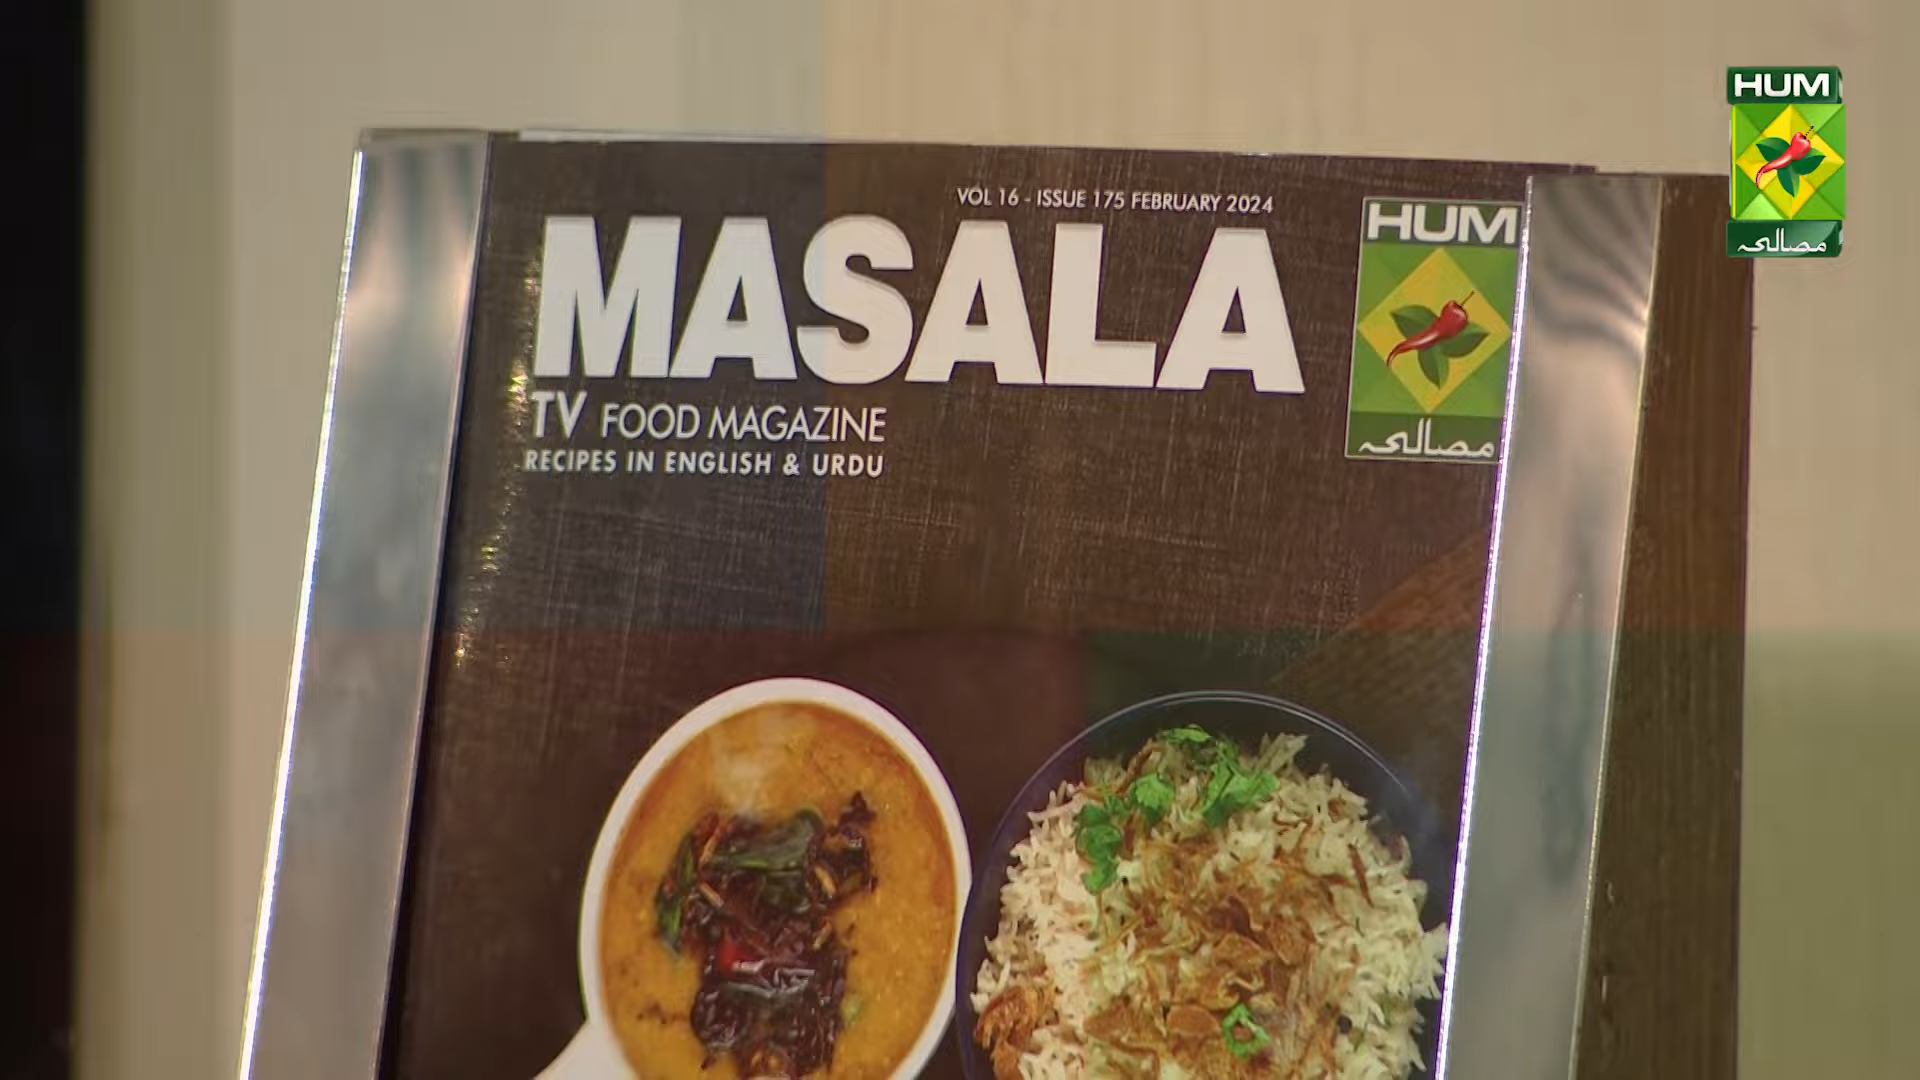 VOL 16 - ISSUE 175 FEBRUARY 2024
MASALA
TV FOOD MAGAZINE
RECIPES IN ENGLISH & URDU
HUM
مصالحہ
HUM
مصالحہ